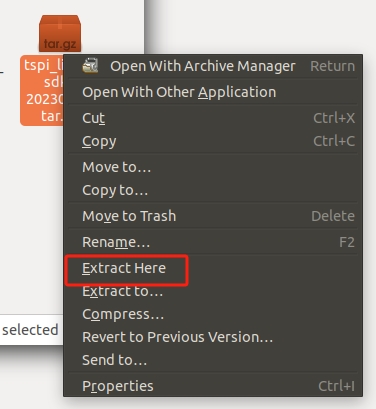 tar.gz
tspi_li
sdk
20230
tar.
Open With Archive Manager Return
Open With Other Application
Cut Ctrl+X
Copy Ctrl+C
Move to…
Copy to…
Move to Trash Delete
Rename… F2
Extract Here
Extract to…
Compress…
Revert to Previous Version…
Send to…
Properties Ctrl+I
selected